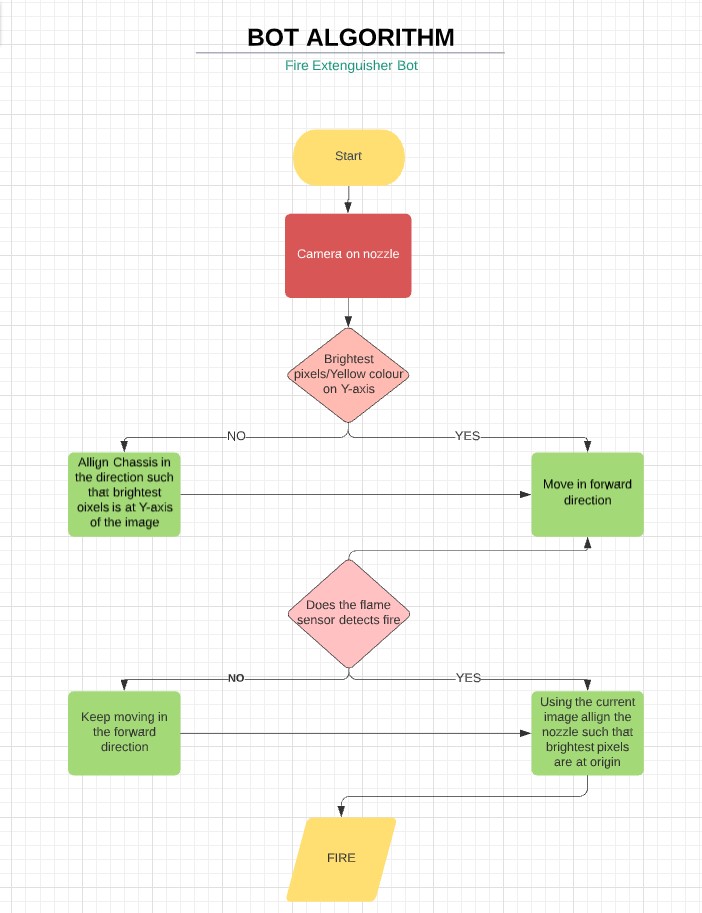 BOT ALGORITHM
Fire Extinguisher Bot
Start
Camera on nozzle
Brightest
pixels/Yellow colour
on Y-axis
NO
YES
Allign Chassis in
the direction such
that brightest
oixels is at Y-axis
of the image
Move in forward
direction
Does the flame
sensor detects fire
NO
YES
Keep moving in
the forward
direction
Using the current
image allign the
nozzle such that
brightest pixels
are at origin
FIRE